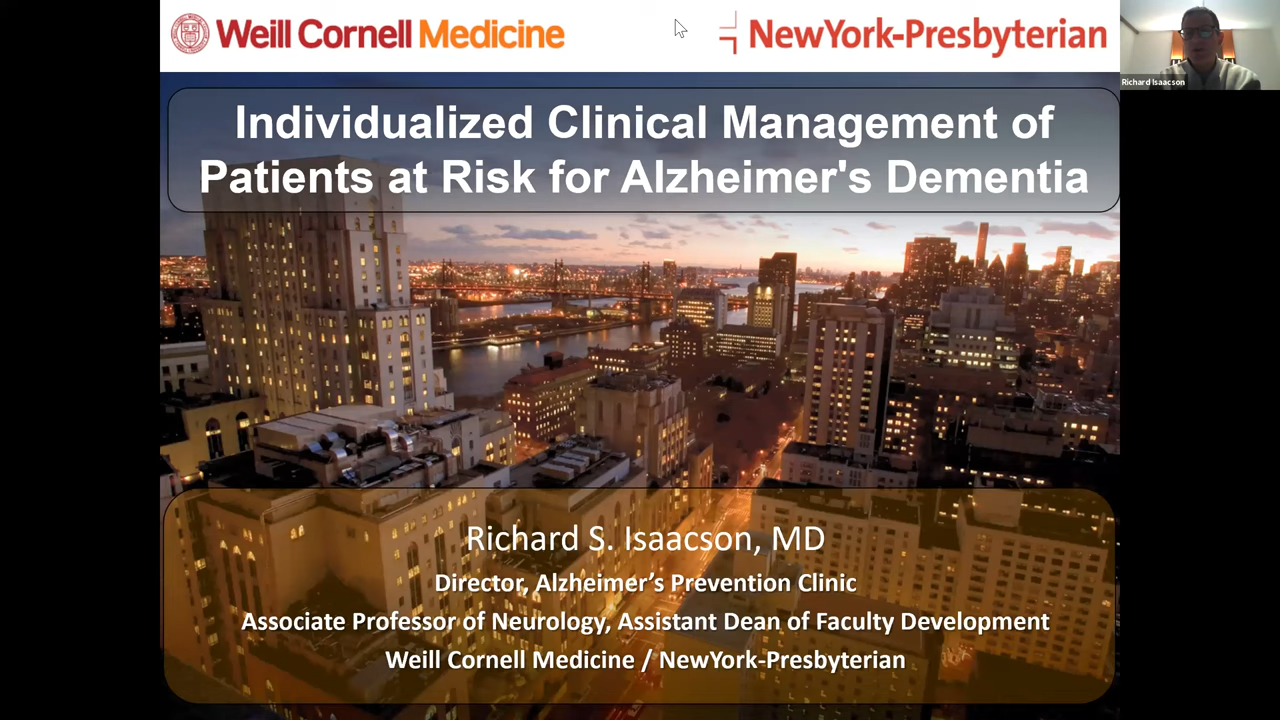 Weill Cornell Medicine
NewYork-Presbyterian
Richard Isaacson
Individualized Clinical Management of
Patients at Risk for Alzheimer's Dementia
Richard S. Isaacson, MD
Director, Alzheimer’s Prevention Clinic
Associate Professor of Neurology, Assistant Dean of Faculty Development
Weill Cornell Medicine / NewYork-Presbyterian